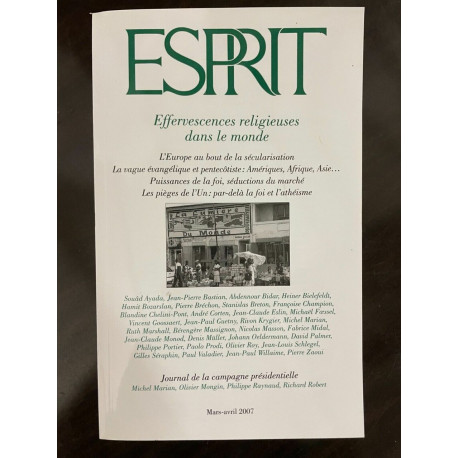 ESPRIT
Effervescences religieuses
dans le monde
L'Europe au bout de la sécularisation
La vague évangélique et pentecôtiste : Amériques, Afrique, Asie…
Puissances de la foi, séductions du marché
Les pièges de l'Un : par-delà la foi et l'athéisme
La Lumière
Du Monde
Souâd Ayada, Jean-Pierre Bastian, Abdennour Bidar, Heiner Bielefeldt,
Hamit Bozarslan, Pierre Bréchon, Stanislas Breton, Françoise Champion,
Blandine Chelini-Pont, André Corten, Jean-Claude Eslin, Michaël Fœssel,
Vincent Goossaert, Jean-Paul Guetny, Rivon Krygier, Michel Marian,
Ruth Marshall, Bérengère Massignon, Nicolas Masson, Fabrice Midal,
Jean-Claude Monod, Denis Müller, Johann Oeldermann, David Palmer,
Philippe Portier, Paolo Prodi, Olivier Roy, Jean-Louis Schlegel,
Gilles Séraphin, Paul Valadier, Jean-Paul Willaime, Pierre Zaoui
Journal de la campagne présidentielle
Michel Marian, Olivier Mongin, Philippe Raynaud, Richard Robert
Mars-avril 2007